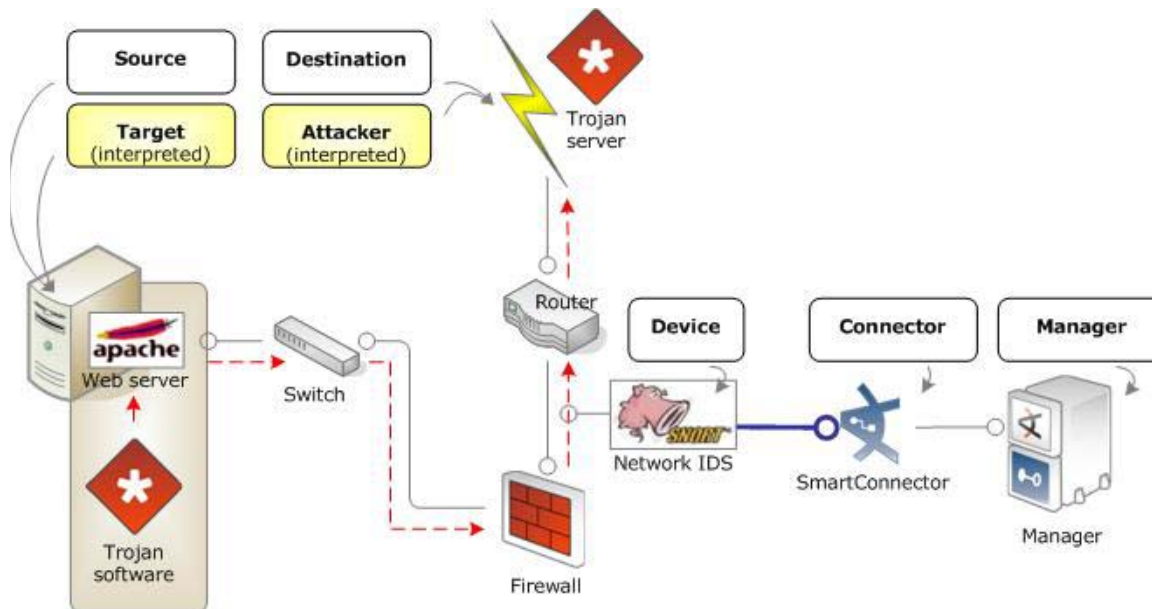 Source
Destination
Target
(interpreted)
Attacker
(interpreted)
Trojan
server
Router
Device
Connector
Manager
apache
Web server
Switch
SNORT
Network IDS
SmartConnector
Manager
Trojan
software
Firewall